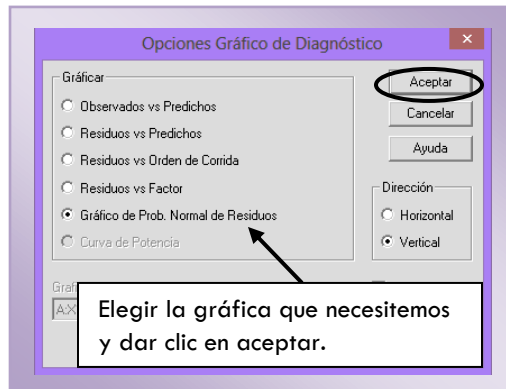 Opciones Gráfico de Diagnóstico
Gráficar
Observados vs Predichos
Residuos vs Predichos
Residuos vs Orden de Corrida
Residuos vs Factor
Gráfico de Prob. Normal de Residuos
Curva de Potencia
Aceptar
Cancelar
Ayuda
Dirección
Horizontal
Vertical
Elegir la gráfica que necesitemos
y dar clic en aceptar.